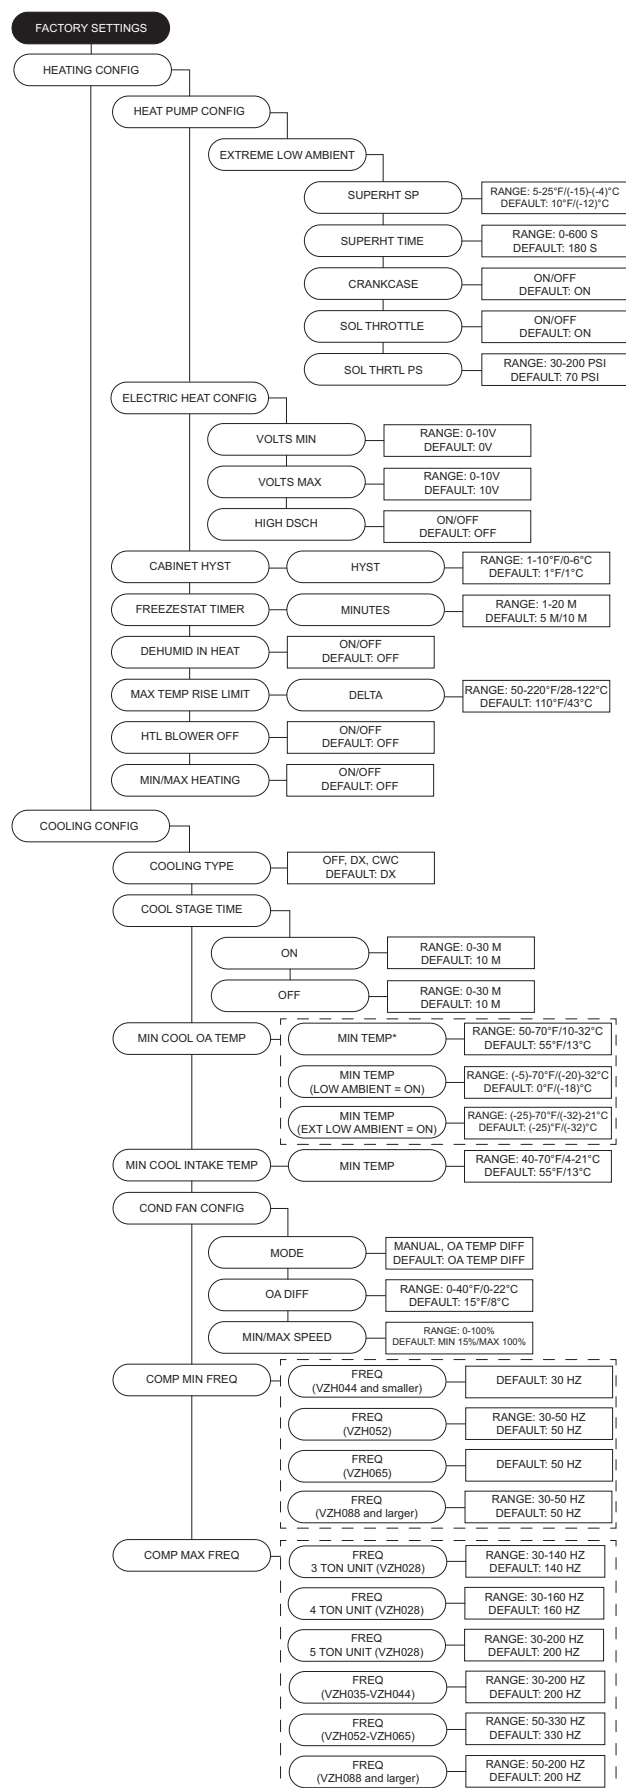 FACTORY SETTINGS
HEATING CONFIG
HEAT PUMP CONFIG
EXTREME LOW AMBIENT
SUPERHT SP
RANGE: 5-25°F/(-15)-(-4)°C
DEFAULT: 10°F/(-12)°C
SUPERHT TIME
RANGE: 0-600 S
DEFAULT: 180 S
CRANKCASE
ON/OFF
DEFAULT: ON
SOL THROTTLE
ON/OFF
DEFAULT: ON
SOL THRTL PS
RANGE: 30-200 PSI
DEFAULT: 70 PSI
ELECTRIC HEAT CONFIG
VOLTS MIN
RANGE: 0-10V
DEFAULT: 0V
VOLTS MAX
RANGE: 0-10V
DEFAULT: 10V
HIGH DSCH
ON/OFF
DEFAULT: OFF
CABINET HYST
HYST
RANGE: 1-10°F/0-6°C
DEFAULT: 1°F/1°C
FREEZESTAT TIMER
MINUTES
RANGE: 1-20 M
DEFAULT: 5 M/10 M
DEHUMID IN HEAT
ON/OFF
DEFAULT: OFF
MAX TEMP RISE LIMIT
DELTA
RANGE: 50-220°F/28-122°C
DEFAULT: 110°F/43°C
HTL BLOWER OFF
ON/OFF
DEFAULT: OFF
MIN/MAX HEATING
ON/OFF
DEFAULT: OFF
COOLING CONFIG
COOLING TYPE
OFF, DX, CWC
DEFAULT: DX
COOL STAGE TIME
ON
RANGE: 0-30 M
DEFAULT: 10 M
OFF
RANGE: 0-30 M
DEFAULT: 10 M
MIN COOL OA TEMP
MIN TEMP*
RANGE: 50-70°F/10-32°C
DEFAULT: 55°F/13°C
MIN TEMP
(LOW AMBIENT = ON)
RANGE: (-5)-70°F/(-20)-32°C
DEFAULT: 0°F/(-18)°C
MIN TEMP
(EXT LOW AMBIENT = ON)
RANGE: (-25)-70°F/(-32)-21°C
DEFAULT: (-25)°F/(-32)°C
MIN COOL INTAKE TEMP
MIN TEMP
RANGE: 40-70°F/4-21°C
DEFAULT: 55°F/13°C
COND FAN CONFIG
MODE
MANUAL, OA TEMP DIFF
DEFAULT: OA TEMP DIFF
OA DIFF
RANGE: 0-40°F/0-22°C
DEFAULT: 15°F/8°C
MIN/MAX SPEED
RANGE: 0-100%
DEFAULT: MIN 15%/MAX 100%
COMP MIN FREQ
FREQ
(VZH044 and smaller)
DEFAULT: 30 HZ
FREQ
(VZH052)
RANGE: 30-50 HZ
DEFAULT: 50 HZ
FREQ
(VZH065)
DEFAULT: 50 HZ
FREQ
(VZH088 and larger)
RANGE: 30-50 HZ
DEFAULT: 50 HZ
COMP MAX FREQ
FREQ
3 TON UNIT (VZH028)
RANGE: 30-140 HZ
DEFAULT: 140 HZ
FREQ
4 TON UNIT (VZH028)
RANGE: 30-160 HZ
DEFAULT: 160 HZ
FREQ
5 TON UNIT (VZH028)
RANGE: 30-200 HZ
DEFAULT: 200 HZ
FREQ
(VZH035-VZH044)
RANGE: 30-200 HZ
DEFAULT: 200 HZ
FREQ
(VZH052-VZH065)
RANGE: 50-330 HZ
DEFAULT: 330 HZ
FREQ
(VZH088 and larger)
RANGE: 50-200 HZ
DEFAULT: 200 HZ